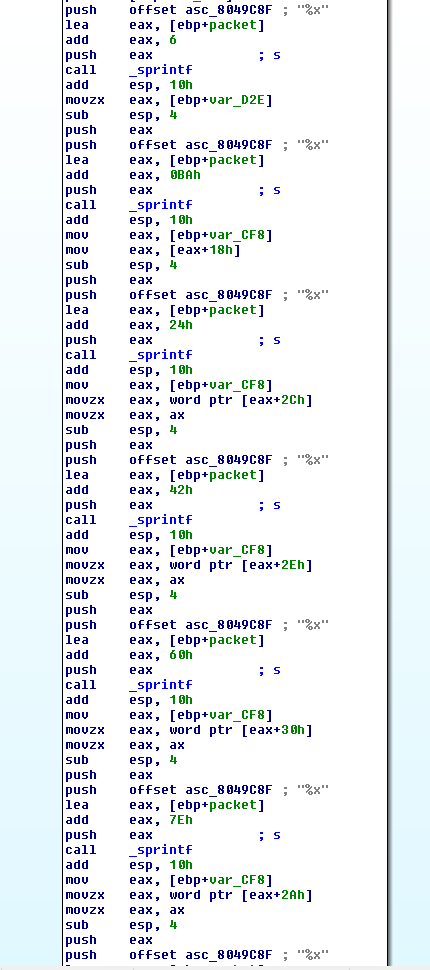 push offset asc_8049C8F ; "%x"
lea eax, [ebp+packet]
add eax, 6
push eax ; s
call _sprintf
add esp, 10h
movzx eax, [ebp+var_D2E]
sub esp, 4
push eax
push offset asc_8049C8F ; "%x"
lea eax, [ebp+packet]
add eax, 0BAh
push eax ; s
call _sprintf
add esp, 10h
mov eax, [ebp+var_CF8]
mov eax, [eax+18h]
sub esp, 4
push eax
push offset asc_8049C8F ; "%x"
lea eax, [ebp+packet]
add eax, 24h
push eax ; s
call _sprintf
add esp, 10h
mov eax, [ebp+var_CF8]
movzx eax, word ptr [eax+2Ch]
movzx eax, ax
sub esp, 4
push eax
push offset asc_8049C8F ; "%x"
lea eax, [ebp+packet]
add eax, 42h
push eax ; s
call _sprintf
add esp, 10h
mov eax, [ebp+var_CF8]
movzx eax, word ptr [eax+2Eh]
movzx eax, ax
sub esp, 4
push eax
push offset asc_8049C8F ; "%x"
lea eax, [ebp+packet]
add eax, 60h
push eax ; s
call _sprintf
add esp, 10h
mov eax, [ebp+var_CF8]
movzx eax, word ptr [eax+30h]
movzx eax, ax
sub esp, 4
push eax
push offset asc_8049C8F ; "%x"
lea eax, [ebp+packet]
add eax, 7Eh
push eax ; s
call _sprintf
add esp, 10h
mov eax, [ebp+var_CF8]
movzx eax, word ptr [eax+2Ah]
movzx eax, ax
sub esp, 4
push eax
push offset asc_8049C8F ; "%x"